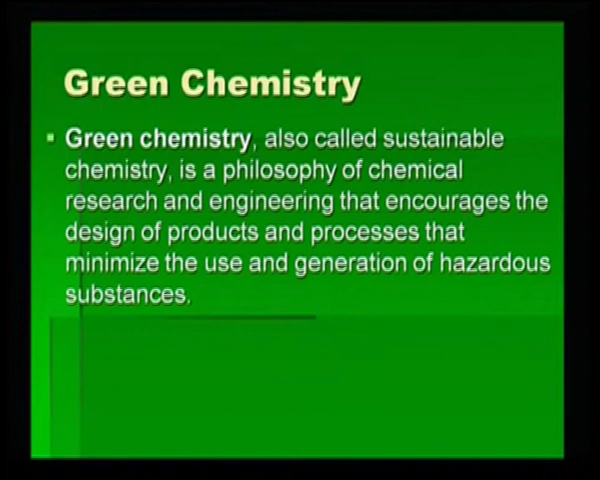 Green Chemistry
Green chemistry, also called sustainable
chemistry, is a philosophy of chemical
research and engineering that encourages the
design of products and processes that
minimize the use and generation of hazardous
substances.